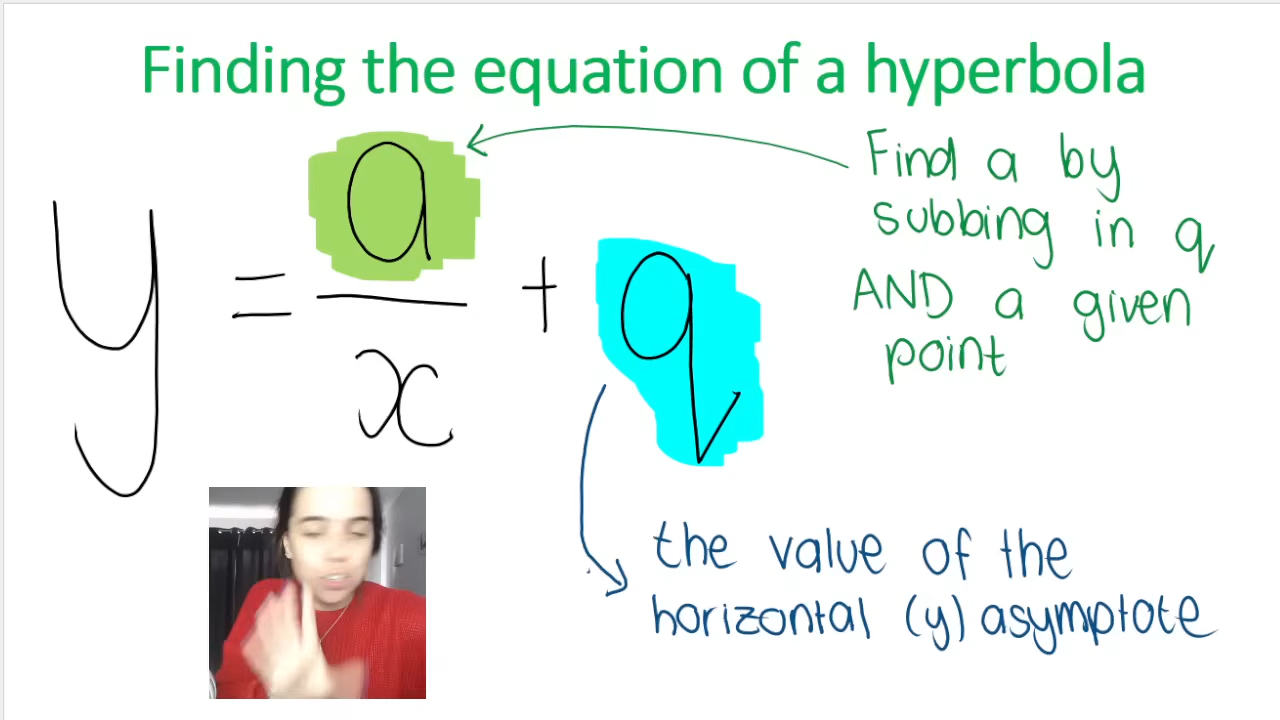 Finding the equation of a hyperbola
y = a/x + q
Find a by
subbing in q
AND a given
point
the value of the
horizontal (y) asymptote